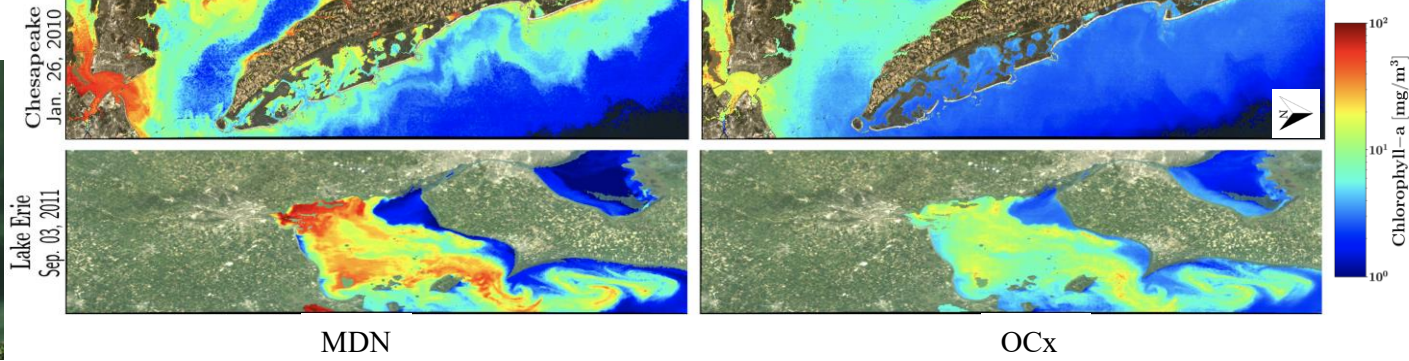 Chesapeake
Jan. 26, 2010
Lake Erie
Sep. 03, 2011
N
10²
10¹
10⁰
Chlorophyll−a [mg/m³]
MDN
OCx